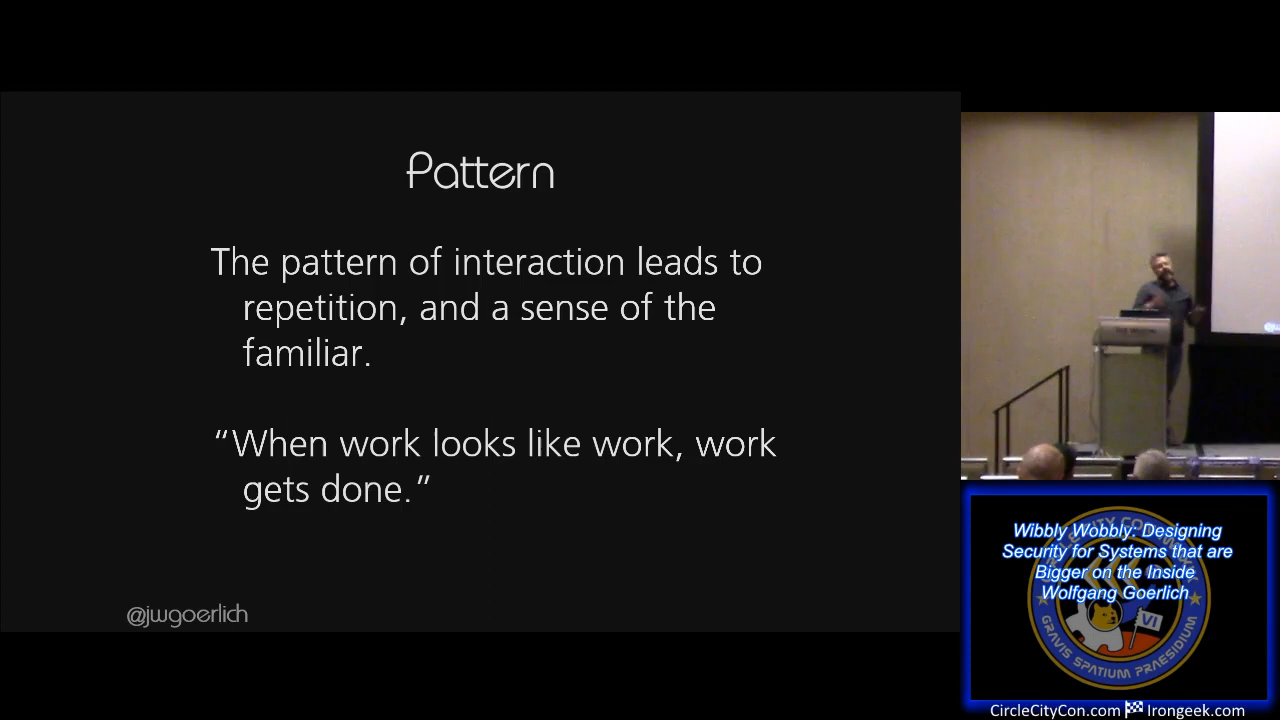 Pattern
The pattern of interaction leads to
repetition, and a sense of the
familiar.
“When work looks like work, work
gets done.”
@jwgoerlich
Wibbly Wobbly: Designing
Security for Systems that are
Bigger on the Inside
Wolfgang Goerlich
VI
GRAVIS SPATIUM PRAESIDIUM
CircleCityCon.com Irongeek.com